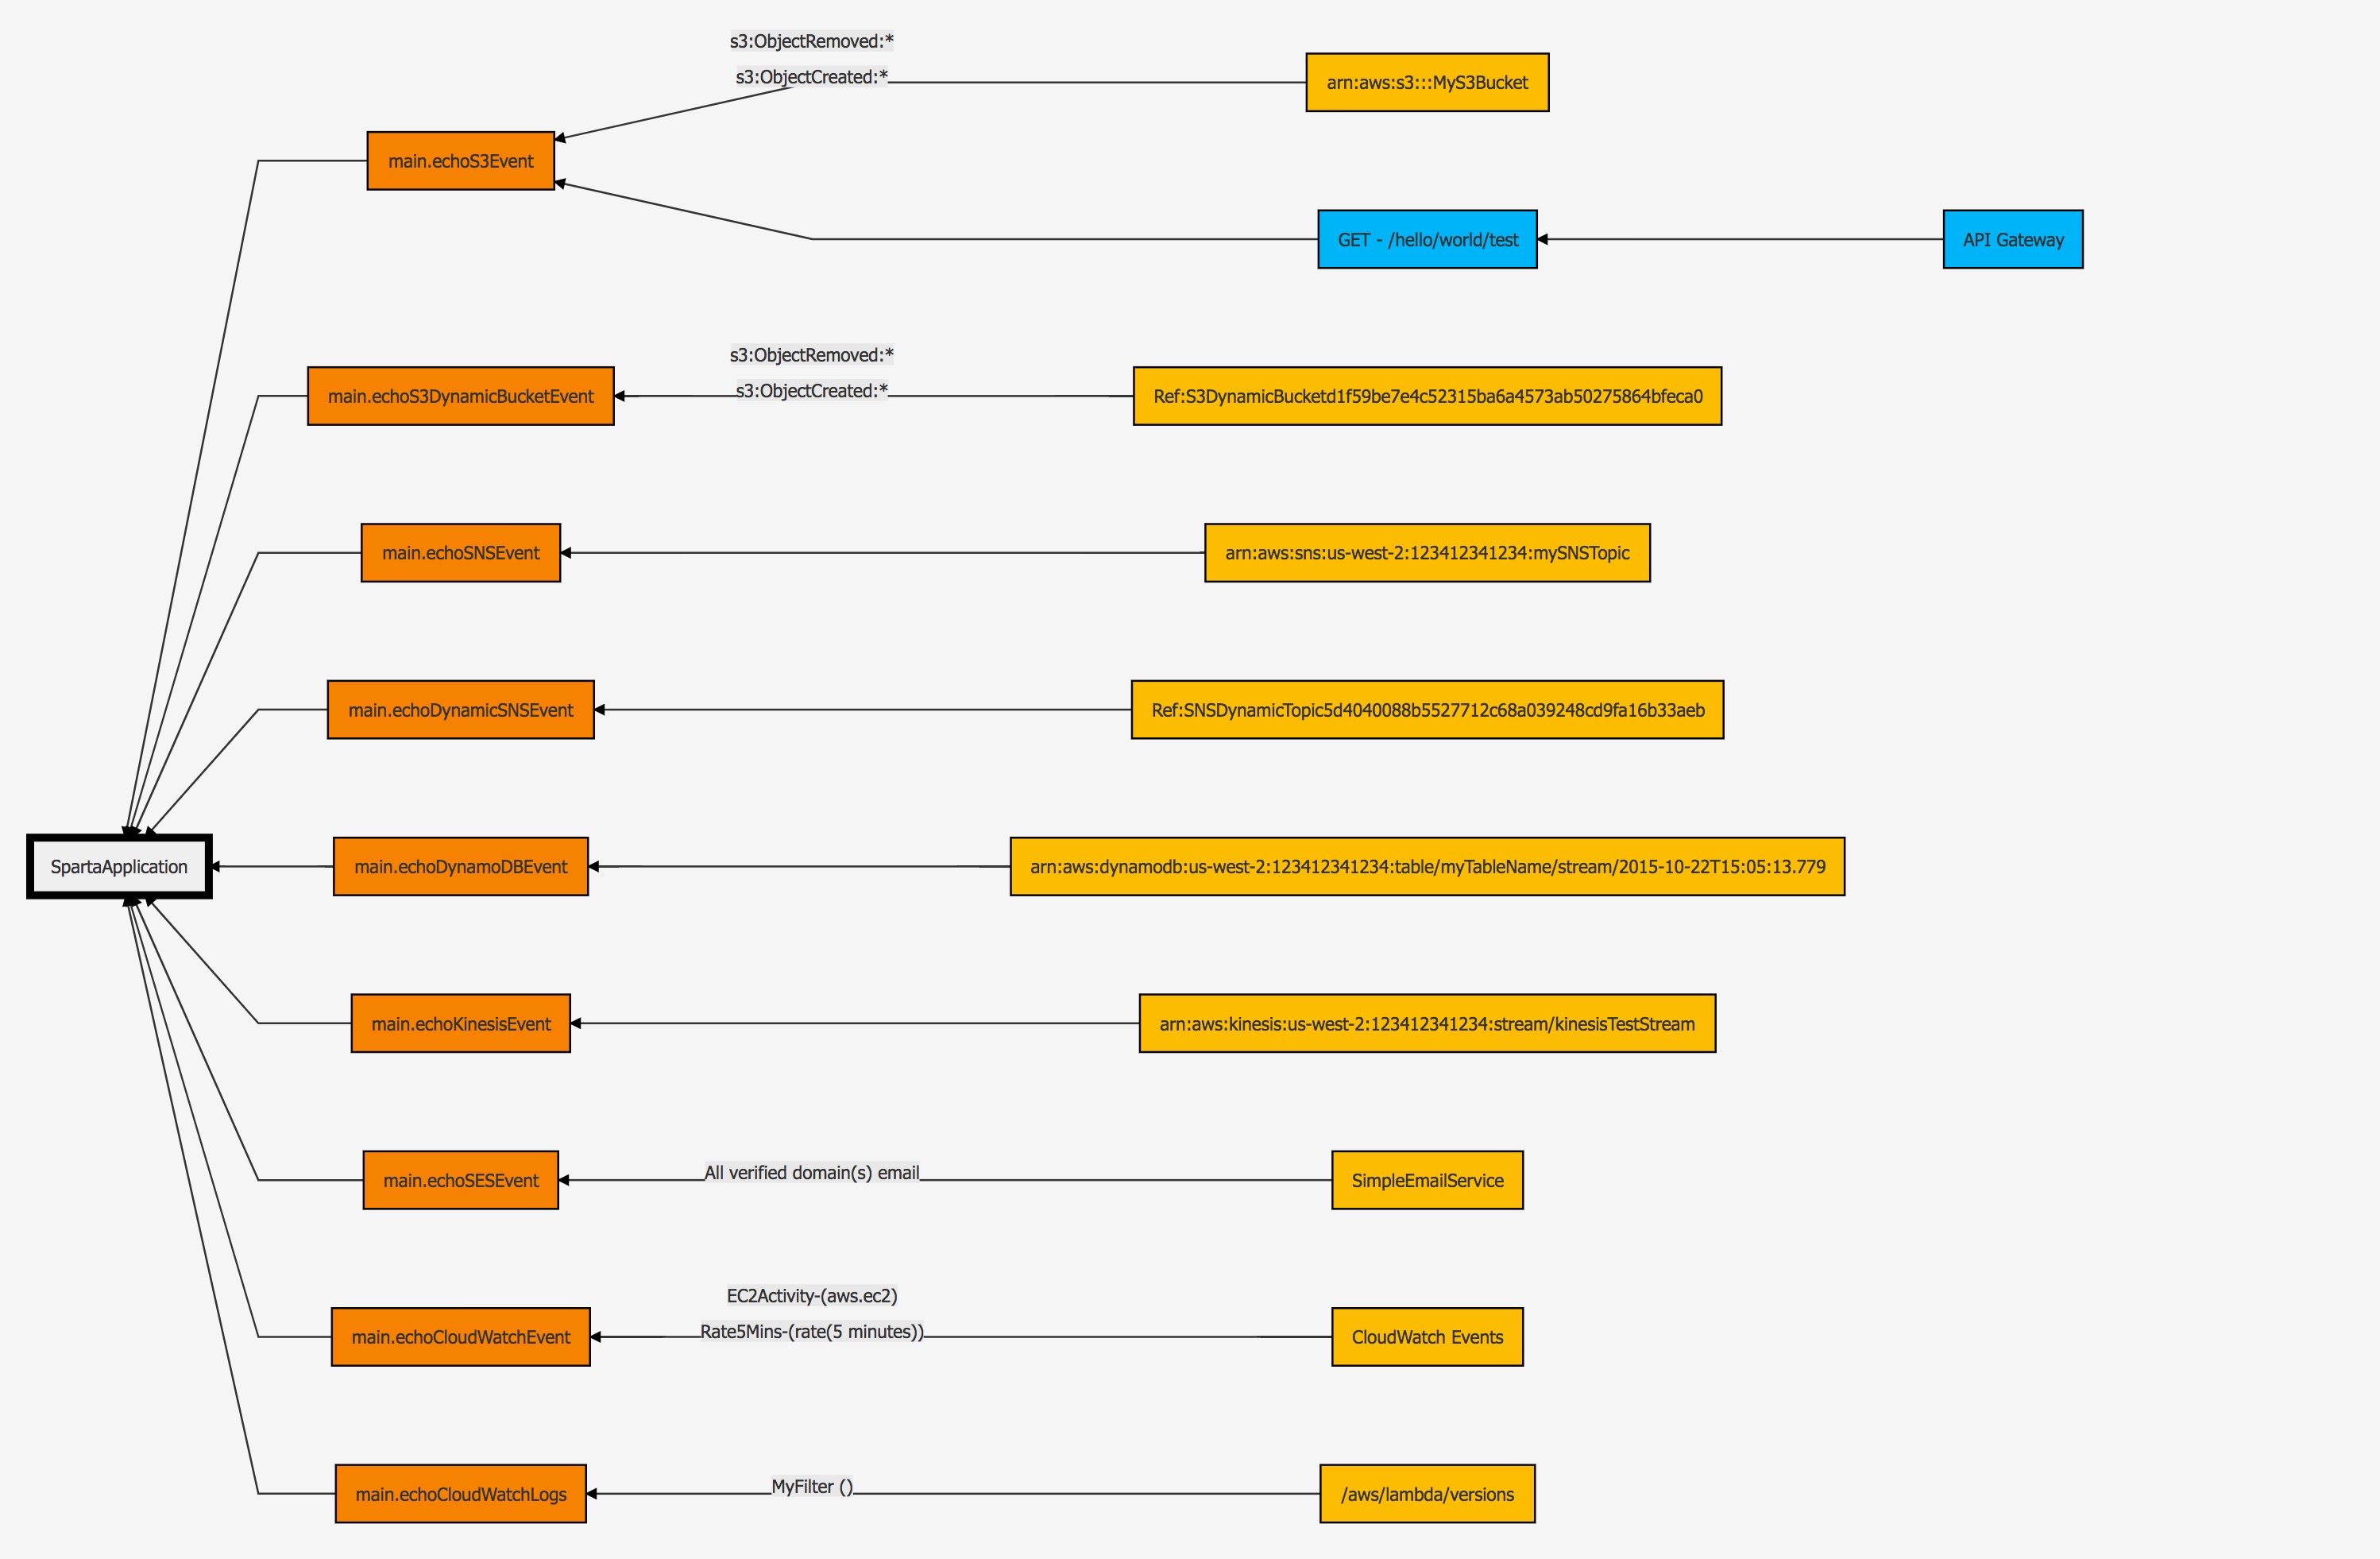 s3:ObjectRemoved:*
s3:ObjectCreated:*
arn:aws:s3:::MyS3Bucket
main.echoS3Event
GET - /hello/world/test
API Gateway
s3:ObjectRemoved:*
s3:ObjectCreated:*
main.echoS3DynamicBucketEvent
Ref:S3DynamicBucketd1f59be7e4c52315ba6a4573ab50275864bfeca0
main.echoSNSEvent
arn:aws:sns:us-west-2:123412341234:mySNSTopic
main.echoDynamicSNSEvent
Ref:SNSDynamicTopic5d4040088b5527712c68a039248cd9fa16b33aeb
SpartaApplication
main.echoDynamoDBEvent
arn:aws:dynamodb:us-west-2:123412341234:table/myTableName/stream/2015-10-22T15:05:13.779
main.echoKinesisEvent
arn:aws:kinesis:us-west-2:123412341234:stream/kinesisTestStream
main.echoSESEvent
All verified domain(s) email
SimpleEmailService
EC2Activity-(aws.ec2)
Rate5Mins-(rate(5 minutes))
main.echoCloudWatchEvent
CloudWatch Events
main.echoCloudWatchLogs
MyFilter ()
/aws/lambda/versions